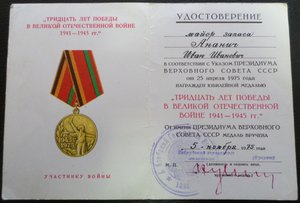 "ТРИДЦАТЬ ЛЕТ ПОБЕДЫ
В ВЕЛИКОЙ ОТЕЧЕСТВЕННОЙ ВОЙНЕ
1941—1945 гг."
УЧАСТНИКУ ВОЙНЫ
УДОСТОВЕРЕНИЕ
майор запаса
Ананич
Иван Иванович
В СООТВЕТСТВИИ С УКАЗОМ ПРЕЗИДИУМА
ВЕРХОВНОГО СОВЕТА СССР
ОТ 25 АПРЕЛЯ 1975 ГОДА
НАГРАЖДЕН ЮБИЛЕЙНОЙ МЕДАЛЬЮ
"ТРИДЦАТЬ ЛЕТ ПОБЕДЫ
В ВЕЛИКОЙ ОТЕЧЕСТВЕННОЙ
ВОЙНЕ 1941—1945 гг."
ОТ ИМЕНИ ПРЕЗИДИУМА ВЕРХОВНОГО
СОВЕТА СССР МЕДАЛЬ ВРУЧЕНА
5 ноября 1975 год
М. П.